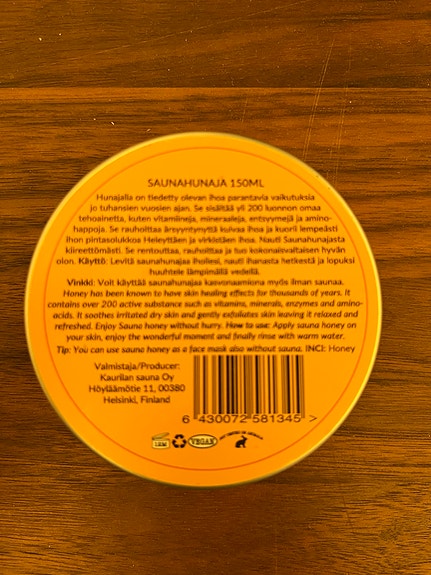 SAUNAHUNAJA 150ML
Hunajalla on tiedetty olevan ihoa parantavia vaikutuksia
jo tuhansien vuosien ajan. Se sisältää yli 200 luonnon omaa
tehoainetta, kuten vitamiineja, mineraaleja, entsyymejä ja amino-
happoja. Se rauhoittaa ärsyyntynyttä kuivaa ihoa ja kuorii lempeästi
ihon pintasolukkoa Heleyttäen ja virkistäen ihoa. Nauti Saunahunajasta
kiireettömästi. Se rentouttaa, rauhoittaa ja tuo kokonaisvaltaisen hyvän
olon. Käyttö: Levitä saunahunajaa ihollesi, nauti ihanasta hetkestä ja lopuksi
huuhtele lämpimällä vedellä.
Vinkki: Voit käyttää saunahunajaa kasvonaamiona myös ilman saunaa.
Honey has been known to have skin healing effects for thousands of years. It
contains over 200 active substance such as vitamins, minerals, enzymes and amino-
acids. It soothes irritated dry skin and gently exfoliates skin leaving it relaxed and
refreshed. Enjoy Sauna honey without hurry. How to use: Apply sauna honey on
your skin, enjoy the wonderful moment and finally rinse with warm water.
Tip: You can use sauna honey as a face mask also without sauna. INCI: Honey
Valmistaja/Producer:
Kaurilan sauna Oy
Höyläämötie 11, 00380
Helsinki, Finland
6 430072 581345 >
12M
VEGAN